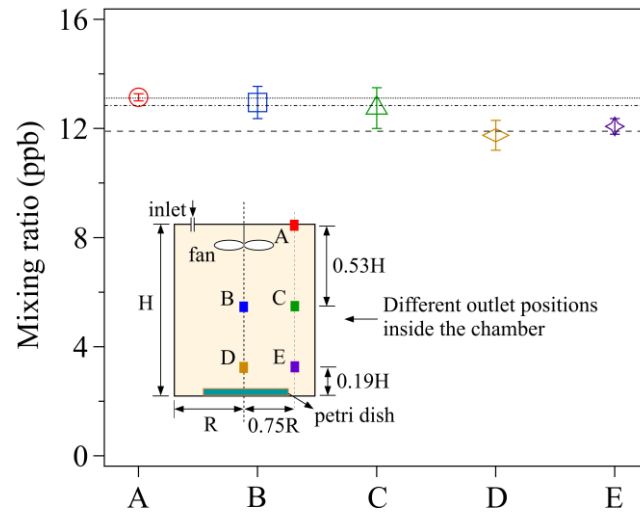 16
12
8
4
0
Mixing ratio (ppb)
inlet
fan
A
H
B
C
D
E
0.53H
0.19H
R
0.75R
petri dish
Different outlet positions
inside the chamber
A
B
C
D
E